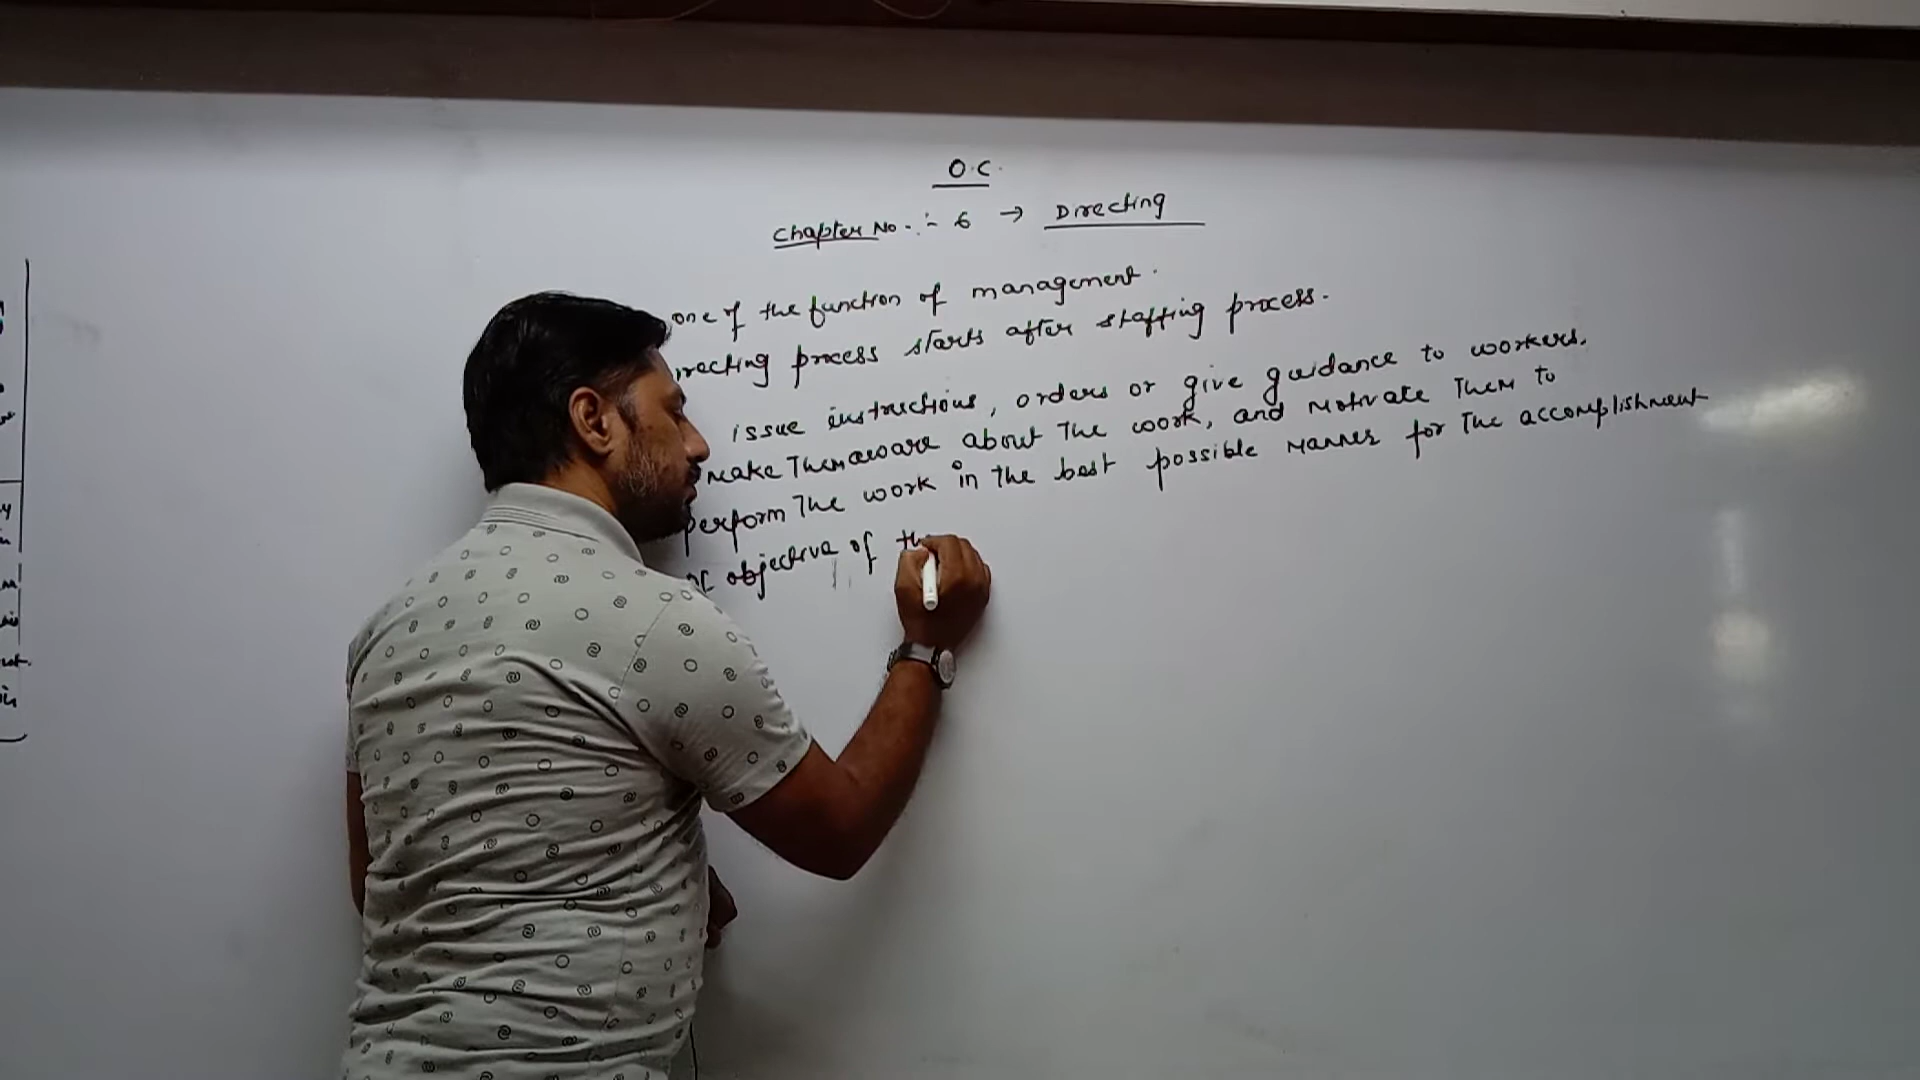 O.C.
Chapter No. :- 6 → Directing
one of the function of management.
recting process starts after staffing process.
issue instructions, orders or give guidance to workers.
make Them aware about The work, and Motivate Them to
perform The work in the best possible manner for The accomplishment
of objective of th